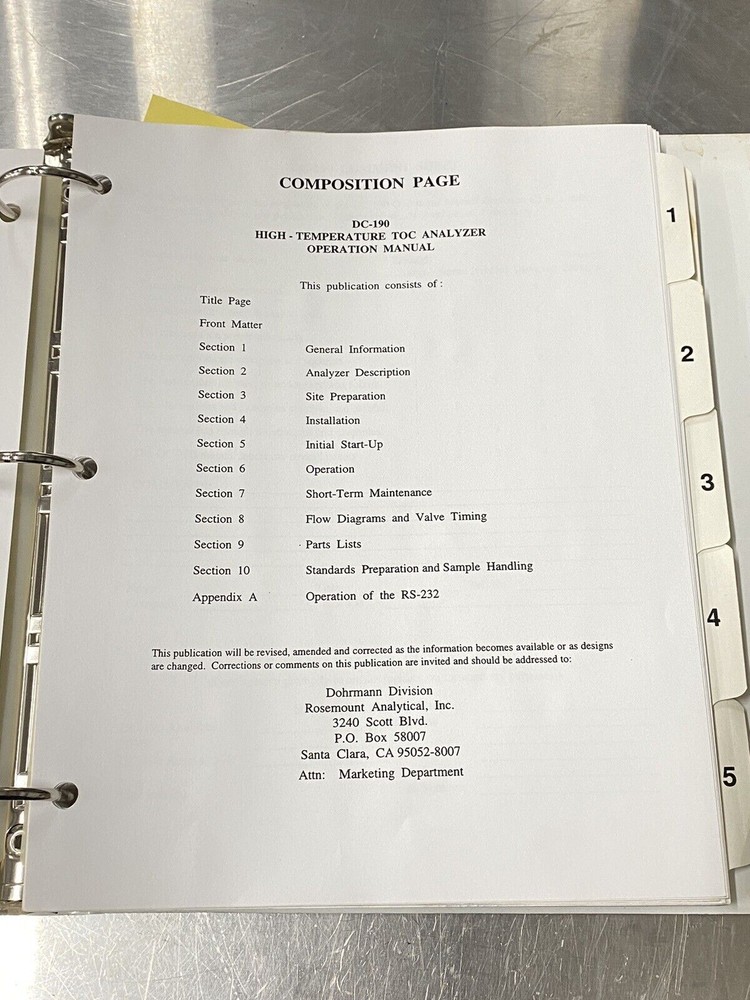 COMPOSITION PAGE
DC-190
HIGH - TEMPERATURE TOC ANALYZER
OPERATION MANUAL
This publication consists of :
Title Page
Front Matter
Section 1 General Information
Section 2 Analyzer Description
Section 3 Site Preparation
Section 4 Installation
Section 5 Initial Start-Up
Section 6 Operation
Section 7 Short-Term Maintenance
Section 8 Flow Diagrams and Valve Timing
Section 9 Parts Lists
Section 10 Standards Preparation and Sample Handling
Appendix A Operation of the RS-232
This publication will be revised, amended and corrected as the information becomes available or as designs
are changed. Corrections or comments on this publication are invited and should be addressed to:
Dohrmann Division
Rosemount Analytical, Inc.
3240 Scott Blvd.
P.O. Box 58007
Santa Clara, CA 95052-8007
Attn: Marketing Department
1
2
3
4
5